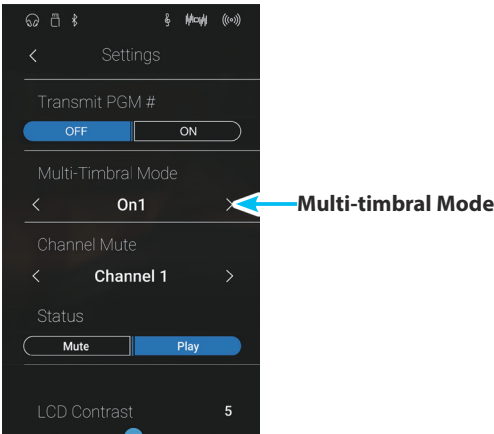 Settings
Transmit PGM #
OFF ON
Multi-Timbral Mode
< On1 >
Multi-timbral Mode
Channel Mute
< Channel 1 >
Status
Mute Play
LCD Contrast 5